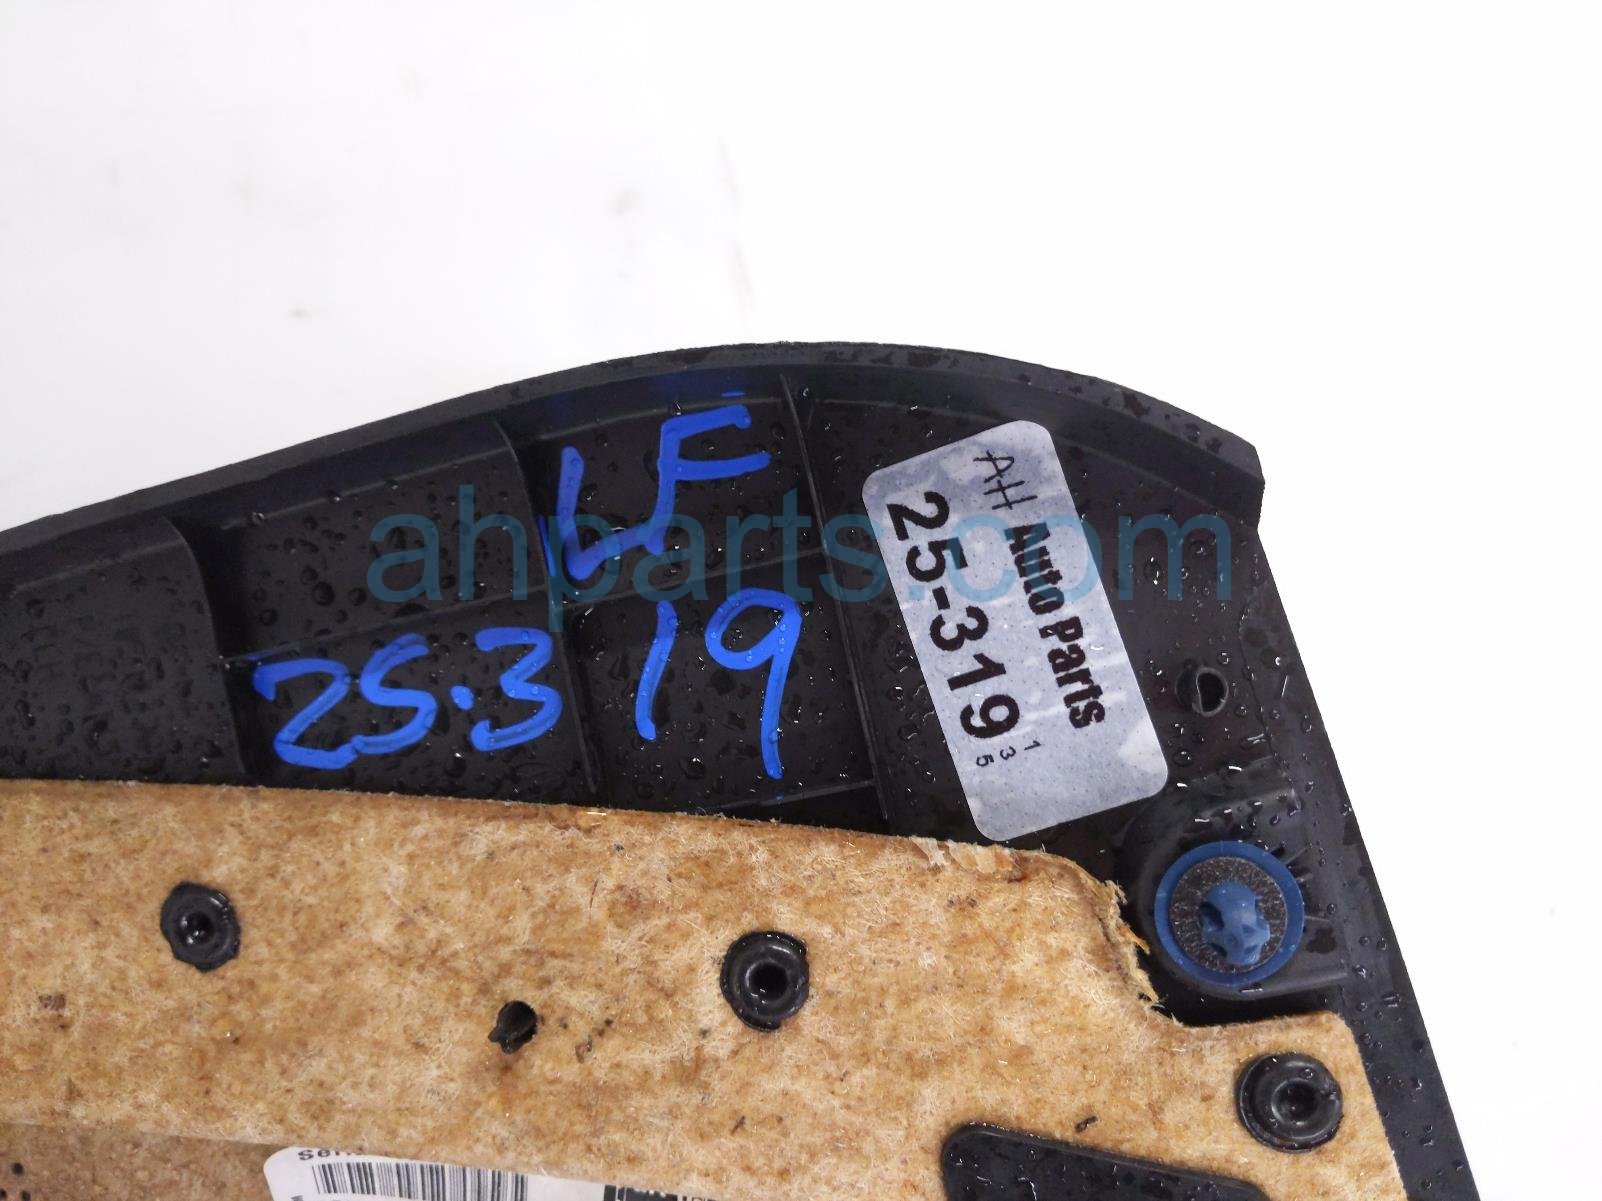 LF
25.319
AH Auto Parts
25-319
1
3
5
ahparts.com